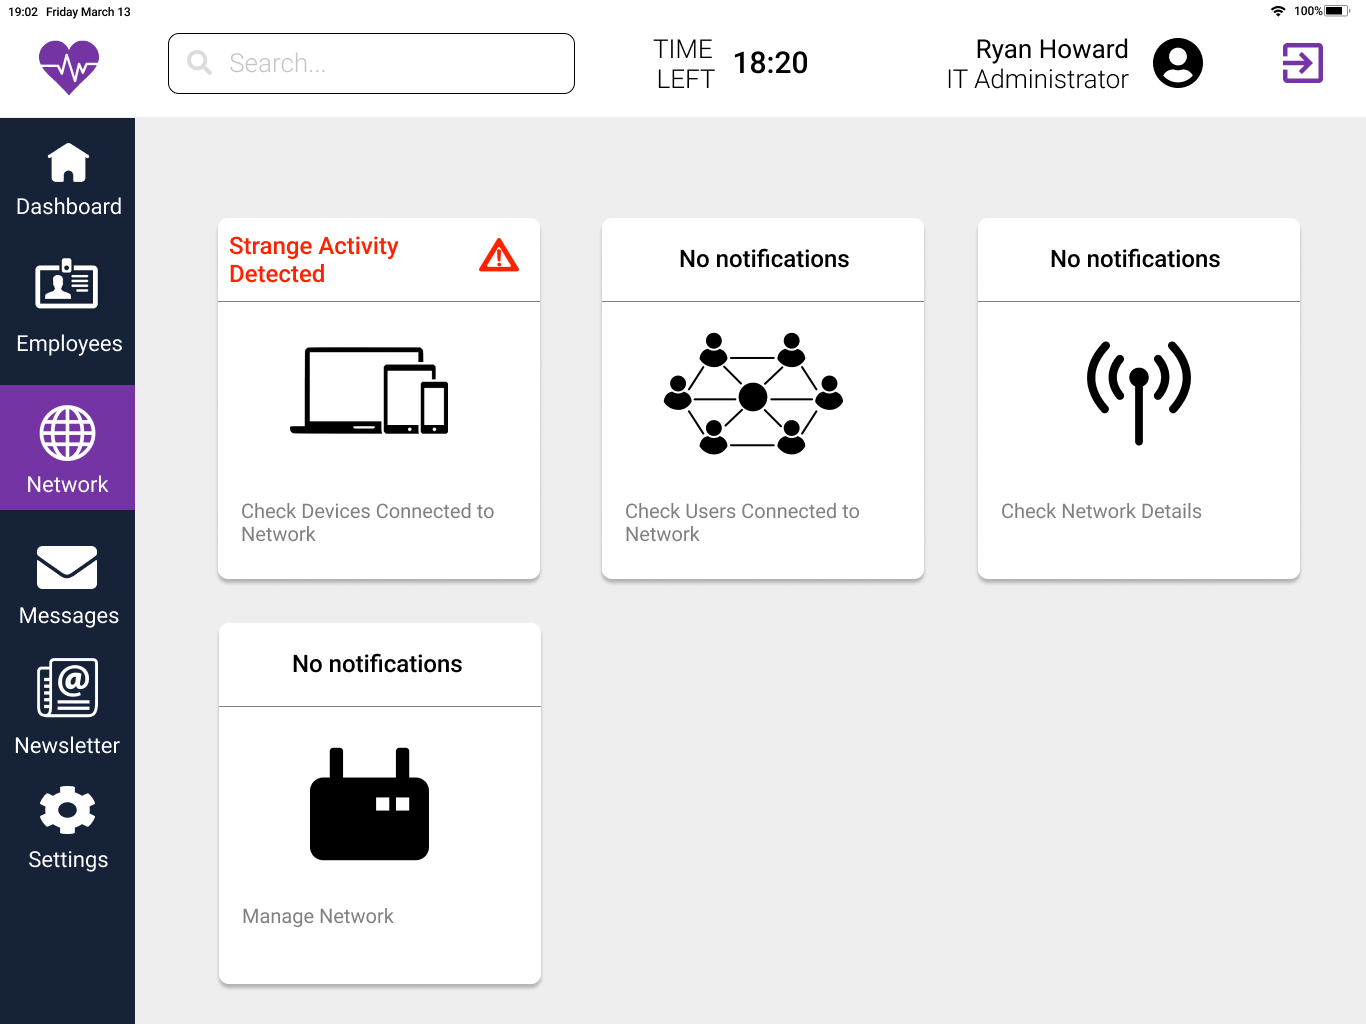 19:02 Friday March 13
100%
Search...
TIME
LEFT
18:20
Ryan Howard
IT Administrator
Dashboard
Employees
Network
Messages
Newsletter
Settings
Strange Activity
Detected
Check Devices Connected to
Network
No notifications
Check Users Connected to
Network
No notifications
Check Network Details
No notifications
Manage Network